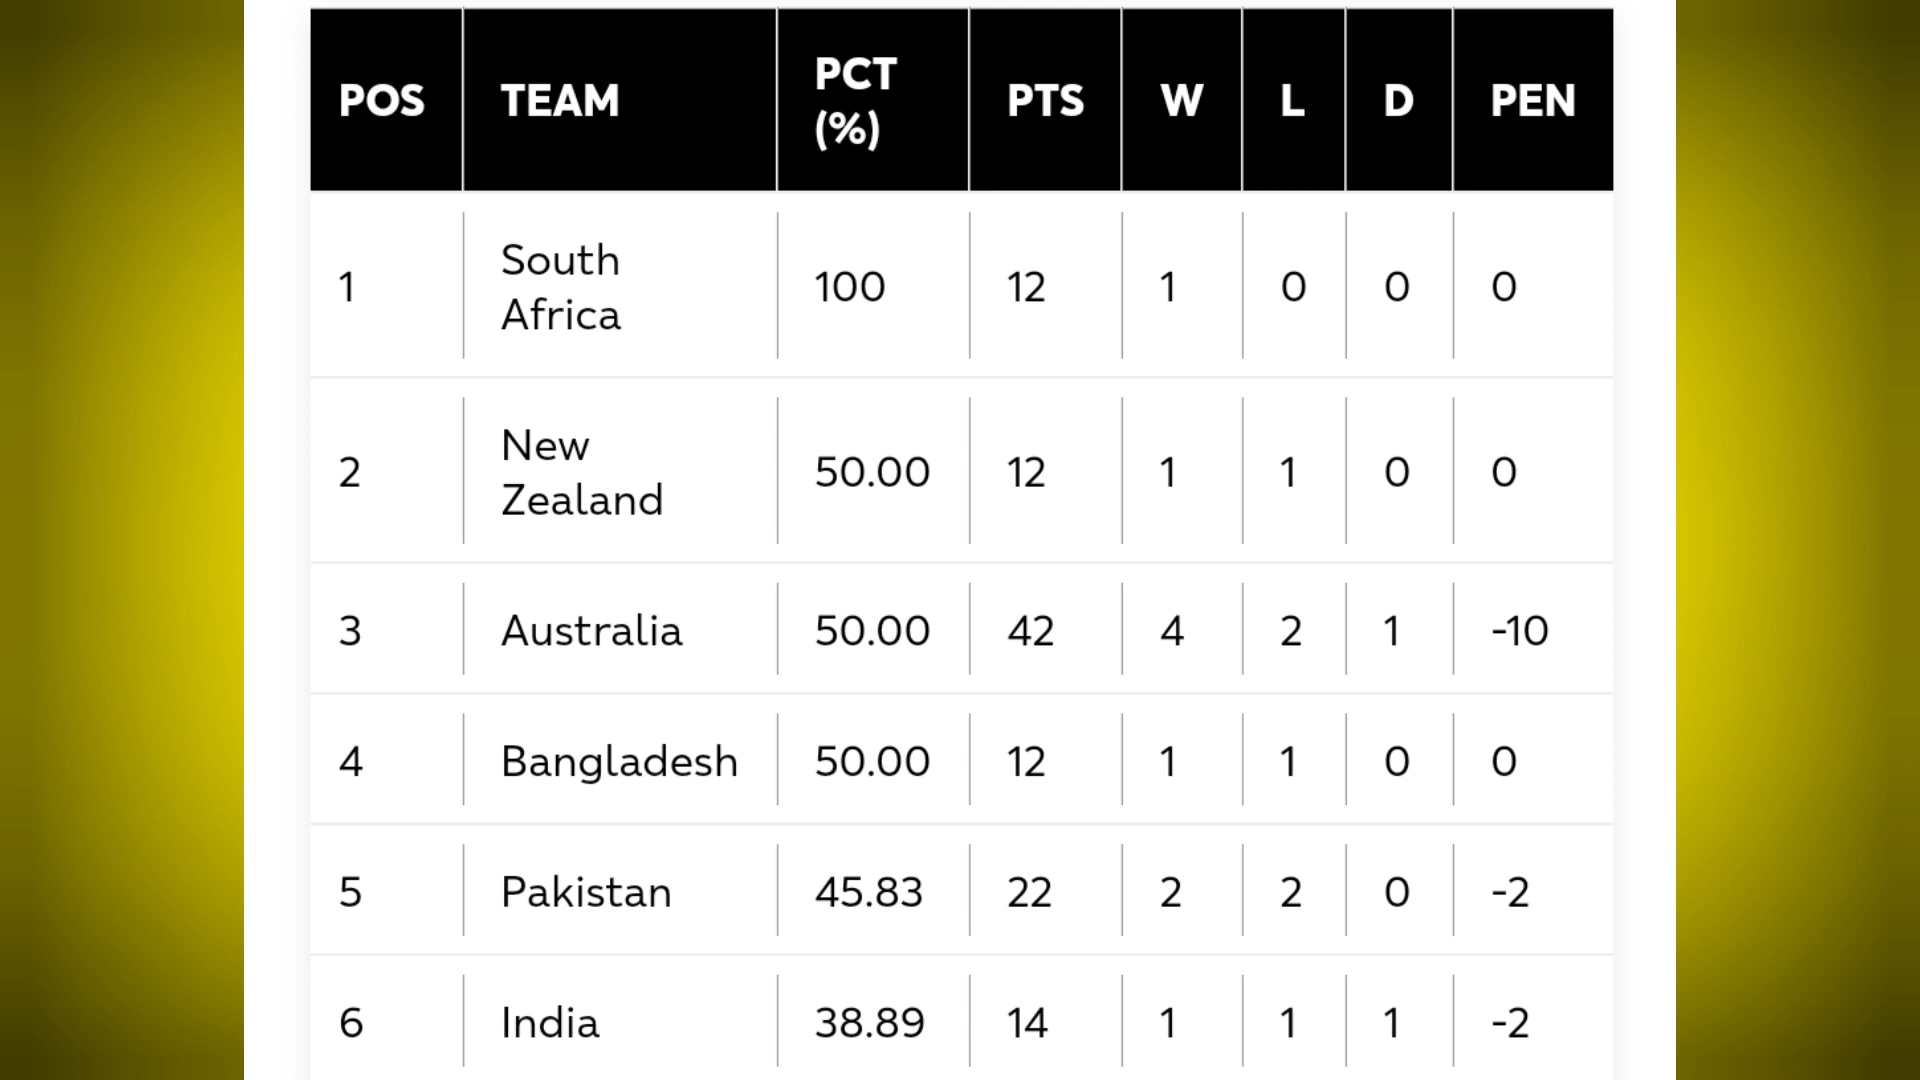 POS TEAM PCT (%) PTS W L D PEN
1 South Africa 100 12 1 0 0 0
2 New Zealand 50.00 12 1 1 0 0
3 Australia 50.00 42 4 2 1 -10
4 Bangladesh 50.00 12 1 1 0 0
5 Pakistan 45.83 22 2 2 0 -2
6 India 38.89 14 1 1 1 -2